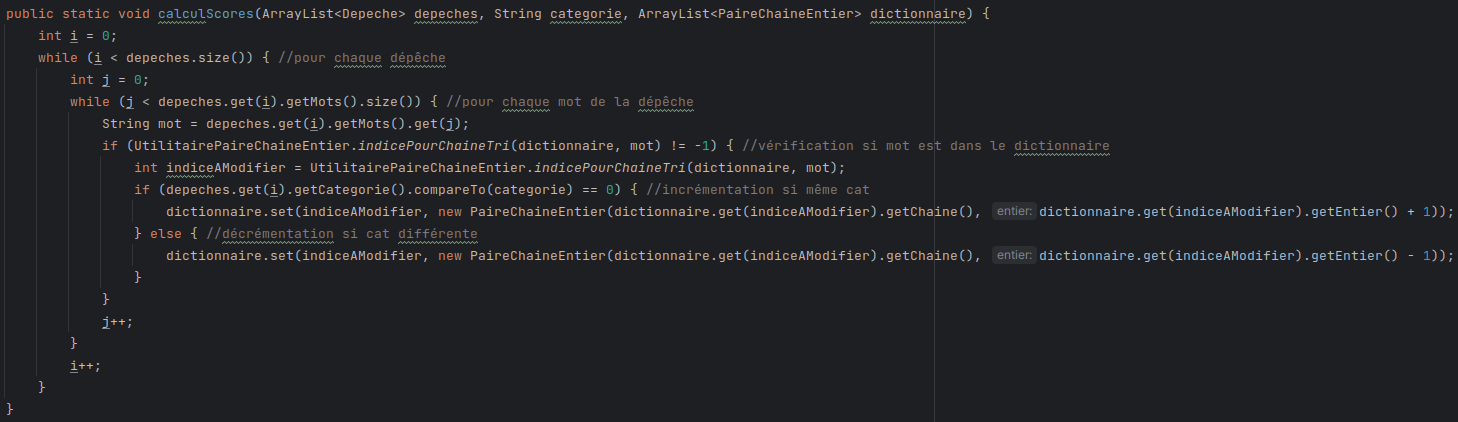 public static void calculScores(ArrayList<Depeche> depeches, String categorie, ArrayList<PaireChaineEntier> dictionnaire) {
    int i = 0;
    while (i < depeches.size()) { //pour chaque dépêche
        int j = 0;
        while (j < depeches.get(i).getMots().size()) { //pour chaque mot de la dépêche
            String mot = depeches.get(i).getMots().get(j);
            if (UtilitairePaireChaineEntier.indicePourChaineTri(dictionnaire, mot) != -1) { //vérification si mot est dans le dictionnaire
                int indiceAModifier = UtilitairePaireChaineEntier.indicePourChaineTri(dictionnaire, mot);
                if (depeches.get(i).getCategorie().compareTo(categorie) == 0) { //incrémentation si même cat
                    dictionnaire.set(indiceAModifier, new PaireChaineEntier(dictionnaire.get(indiceAModifier).getChaine(), entier: dictionnaire.get(indiceAModifier).getEntier() + 1));
                } else { //décrémentation si cat différente
                    dictionnaire.set(indiceAModifier, new PaireChaineEntier(dictionnaire.get(indiceAModifier).getChaine(), entier: dictionnaire.get(indiceAModifier).getEntier() - 1));
                }
            }
            j++;
        }
        i++;
    }
}